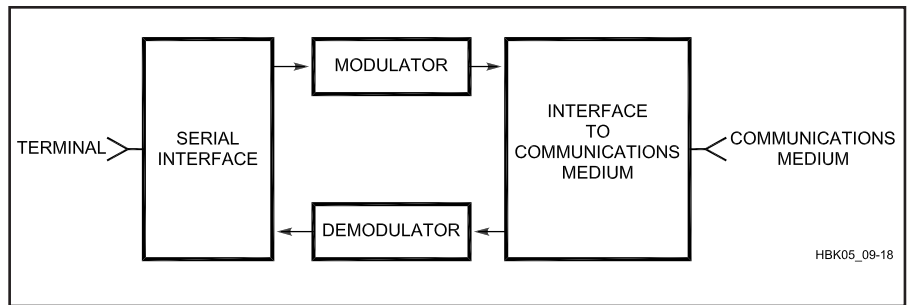 TERMINAL
SERIAL
INTERFACE
MODULATOR
DEMODULATOR
INTERFACE
TO
COMMUNICATIONS
MEDIUM
COMMUNICATIONS
MEDIUM
HBK05_09-18